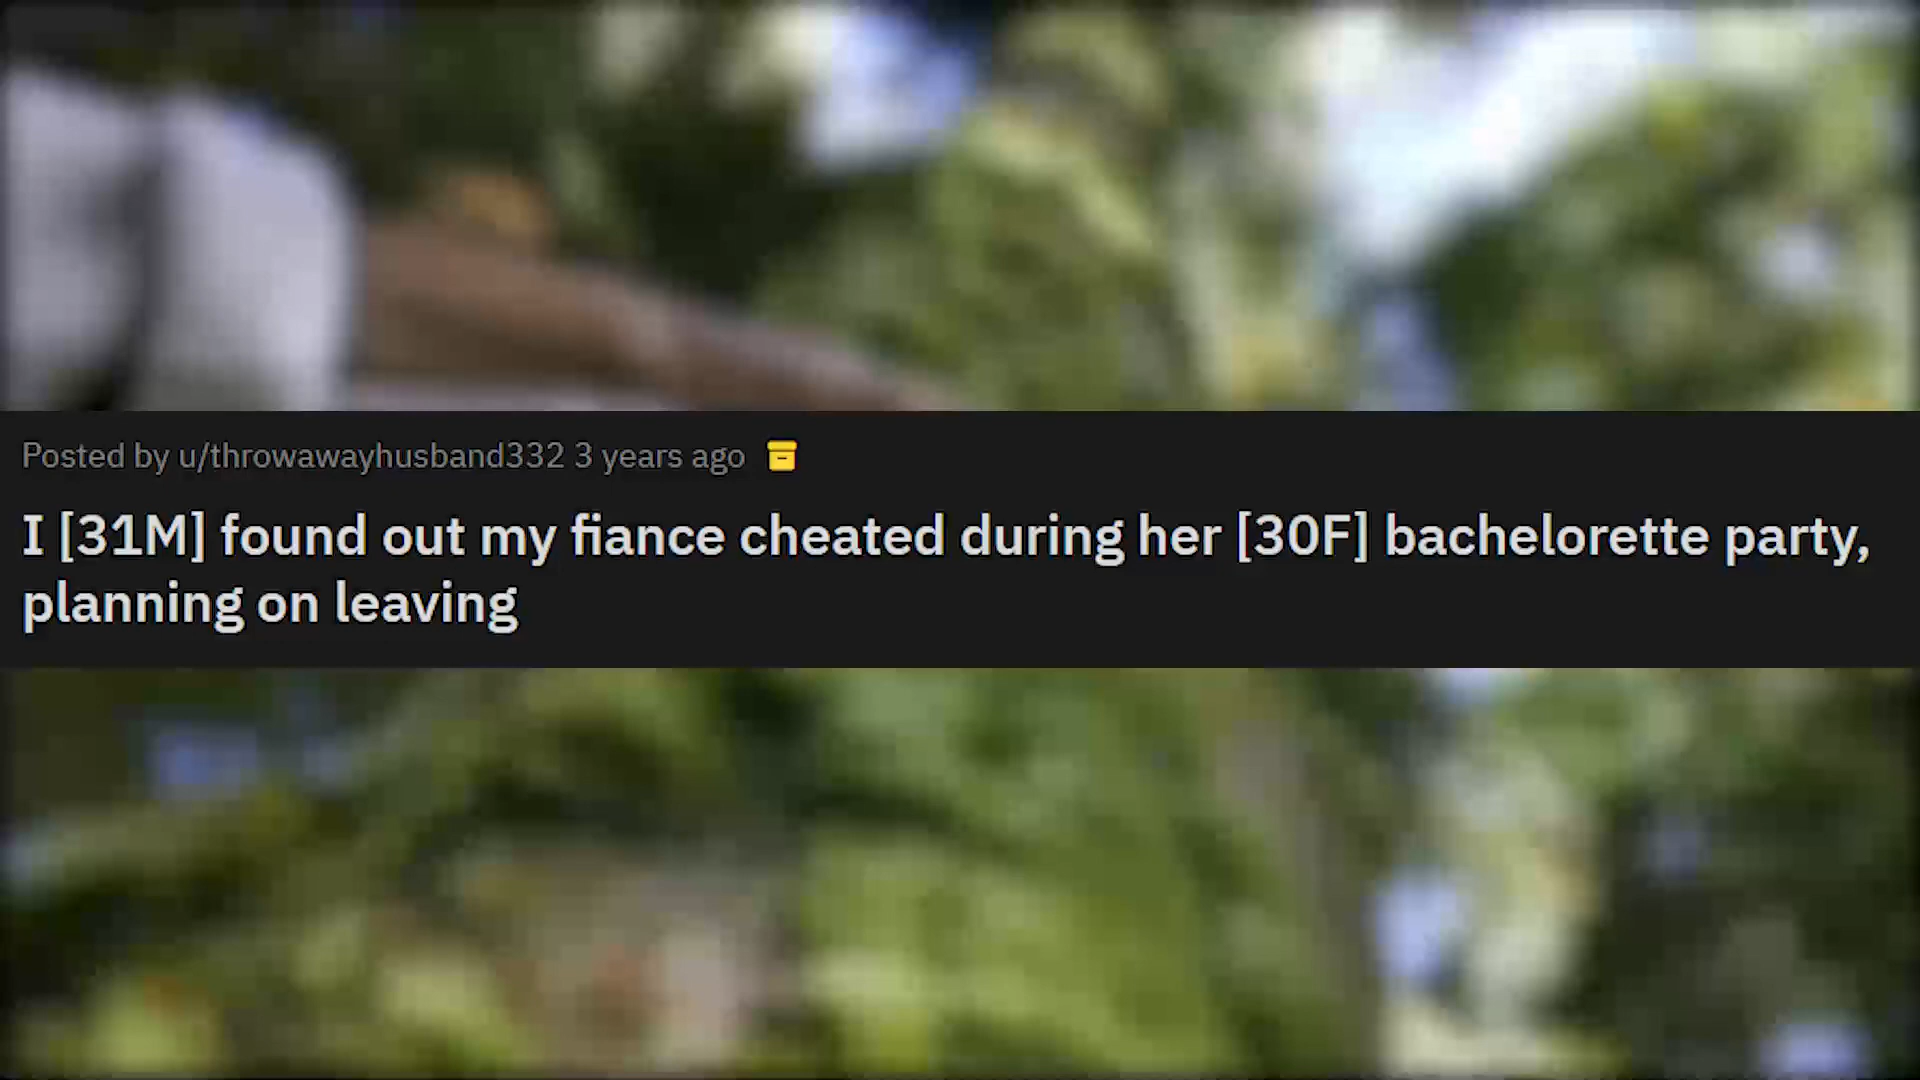 Posted by u/throwawayhusband332 3 years ago
I [31M] found out my fiance cheated during her [30F] bachelorette party,
planning on leaving